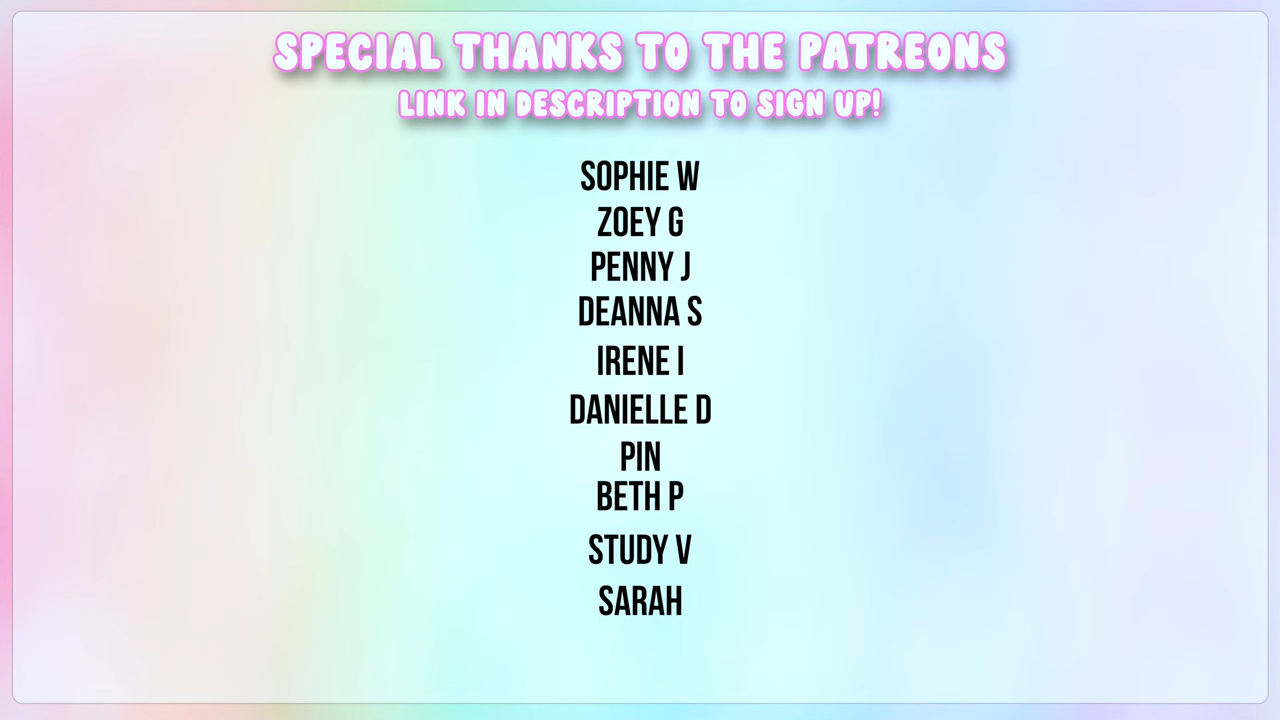 SPECIAL THANKS TO THE PATREONS
LINK IN DESCRIPTION TO SIGN UP!
SOPHIE W
ZOEY G
PENNY J
DEANNA S
IRENE I
DANIELLE D
PIN
BETH P
STUDY V
SARAH